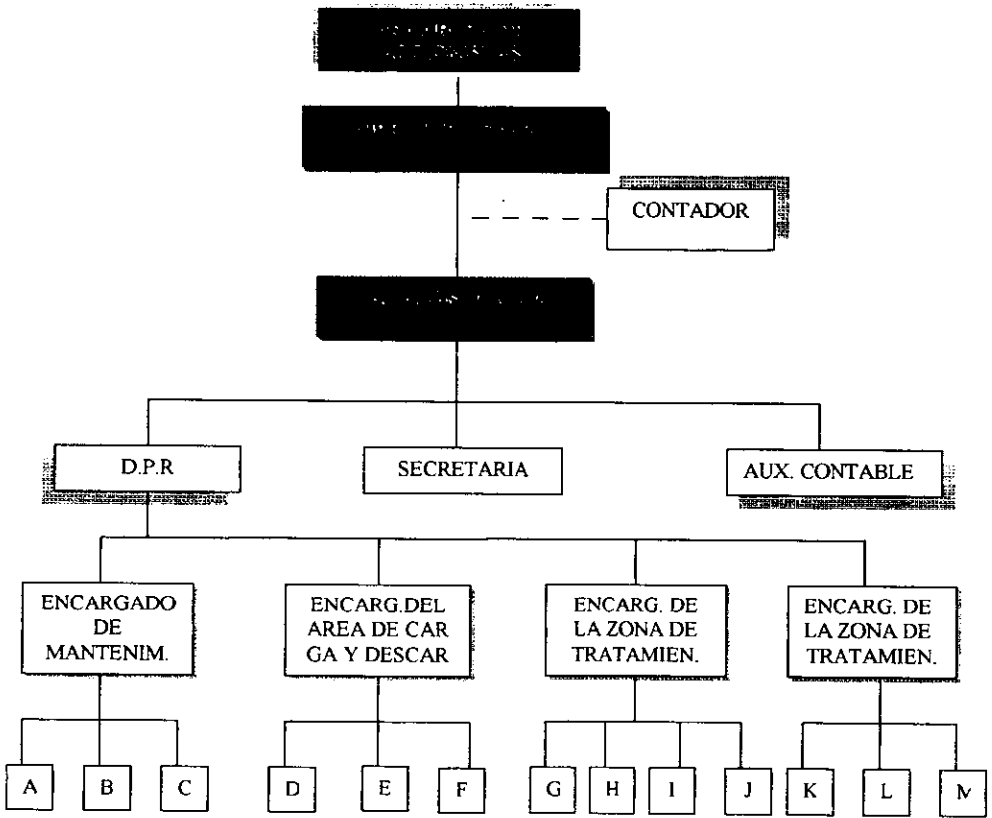 CONTADOR
D.P.R
SECRETARIA
AUX. CONTABLE
ENCARGADO
DE
MANTENIM.
ENCARG.DEL
AREA DE CAR
GA Y DESCAR
ENCARG. DE
LA ZONA DE
TRATAMIEN.
ENCARG. DE
LA ZONA DE
TRATAMIEN.
A B C D E F G H I J K L M